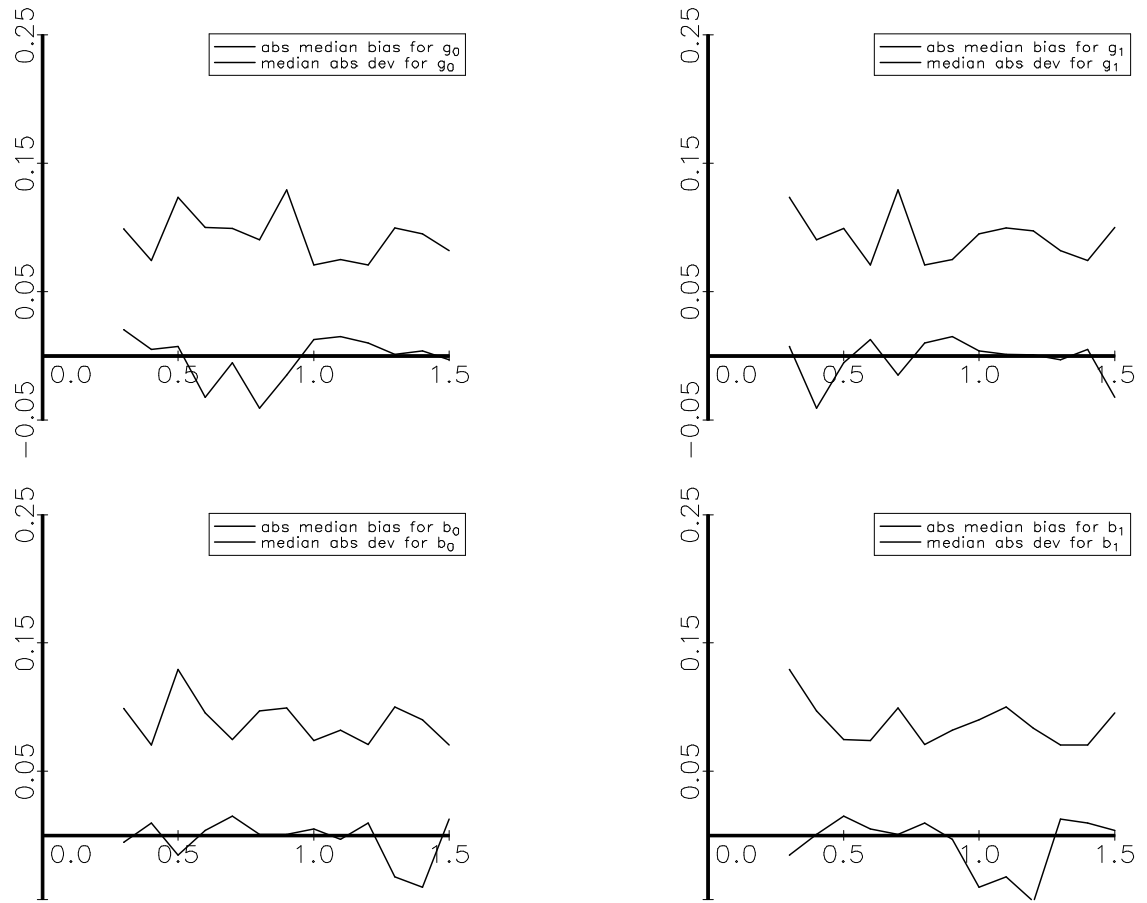 0.25
0.15
0.05
−0.05
0.0 0.5 1.0 1.5
abs median bias for g₀
median abs dev for g₀
0.25
0.15
0.05
−0.05
0.0 0.5 1.0 1.5
abs median bias for g₁
median abs dev for g₁
0.25
0.15
0.05
0.0 0.5 1.0 1.5
abs median bias for b₀
median abs dev for b₀
0.25
0.15
0.05
0.0 0.5 1.0 1.5
abs median bias for b₁
median abs dev for b₁